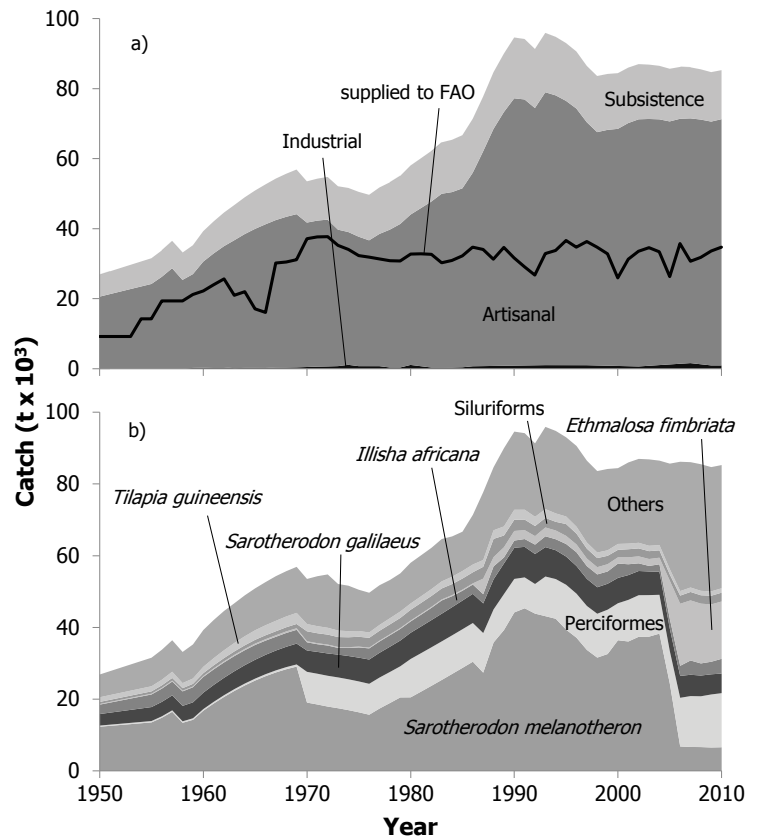 100
a)
80
supplied to FAO
Subsistence
Industrial
60
40
20
Artisanal
0
Catch (t x 10³)
100
b)
Siluriforms
Ethmalosa fimbriata
80
Illisha africana
Tilapia guineensis
Others
Sarotherodon galilaeus
60
40
Perciformes
20
Sarotherodon melanotheron
0
1950 1960 1970 1980 1990 2000 2010
Year